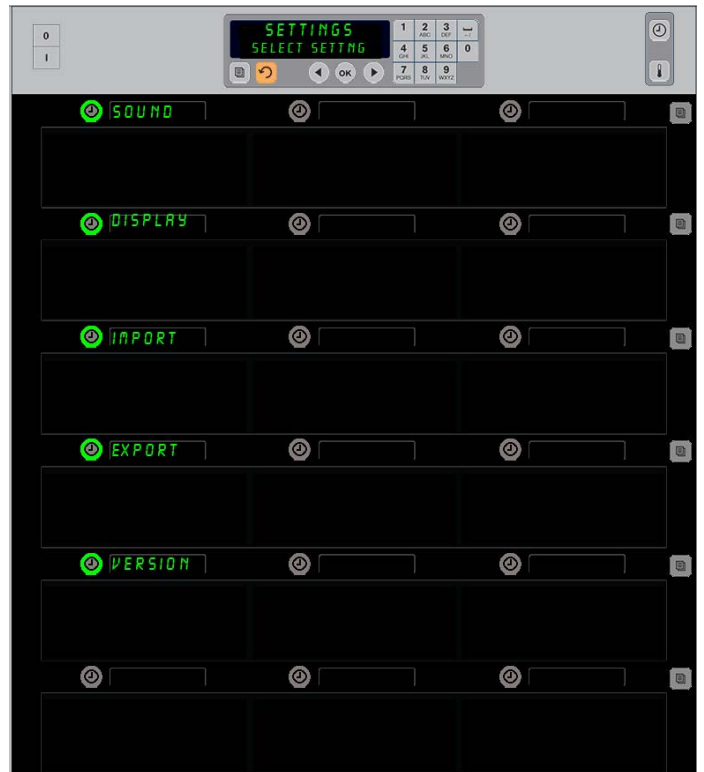 0
I
SETTINGS
SELECT SETTNG
1
2 ABC
3 DEF
4 GHI
5 JKL
6 MNO
0
7 PQRS
8 TUV
9 WXYZ
OK
SOUND
DISPLAY
IMPORT
EXPORT
VERSION